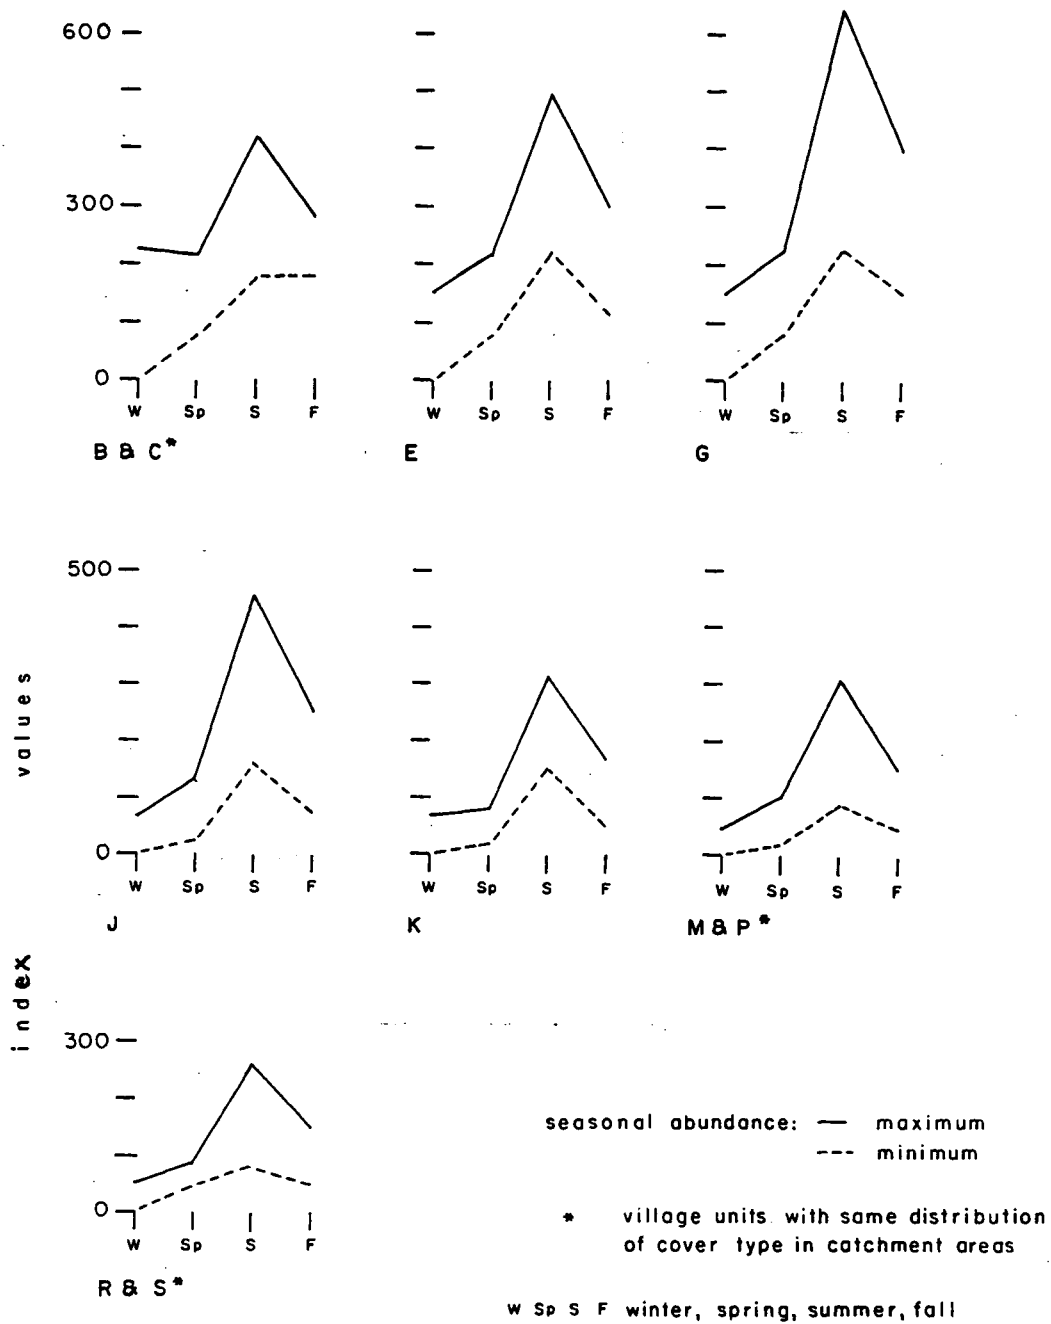 600
300
0
W Sp S F
W Sp S F
W Sp S F
B & C*
E
G
500
0
W Sp S F
W Sp S F
W Sp S F
J
K
M & P*
index values
300
0
W Sp S F
R & S*
seasonal abundance: — maximum
--- minimum
* village units with same distribution
of cover type in catchment areas
W Sp S F winter, spring, summer, fall